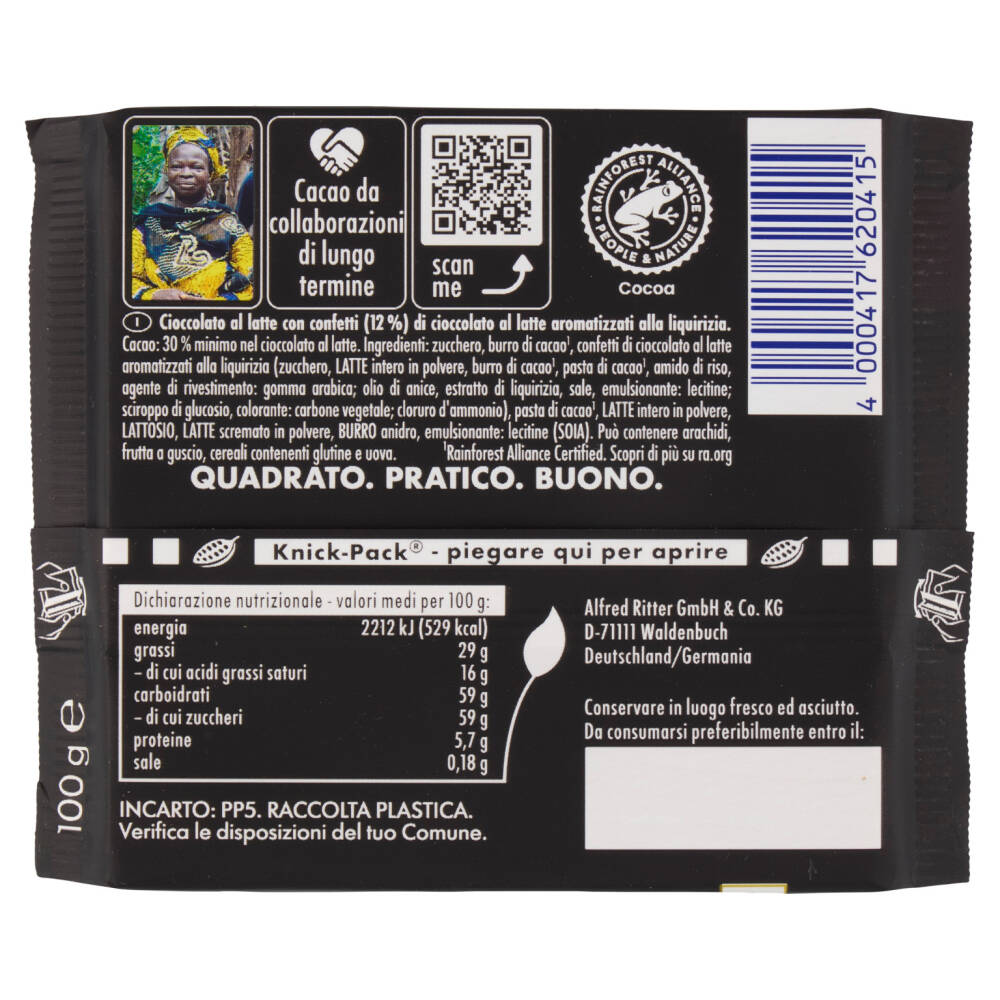 Cacao da
collaborazioni
di lungo
termine
scan
me
RAINFOREST ALLIANCE
PEOPLE & NATURE
Cocoa
4 000417 620415
I Cioccolato al latte con confetti (12 %) di cioccolato al latte aromatizzati alla liquirizia.
Cacao: 30 % minimo nel cioccolato al latte. Ingredienti: zucchero, burro di cacao¹, confetti di cioccolato al latte
aromatizzati alla liquirizia (zucchero, LATTE intero in polvere, burro di cacao¹, pasta di cacao¹, amido di riso,
agente di rivestimento: gomma arabica; olio di anice, estratto di liquirizia, sale, emulsionante: lecitine;
sciroppo di glucosio, colorante: carbone vegetale; cloruro d'ammonio), pasta di cacao¹, LATTE intero in polvere,
LATTOSIO, LATTE scremato in polvere, BURRO anidro, emulsionante: lecitine (SOIA). Può contenere arachidi,
frutta a guscio, cereali contenenti glutine e uova. ¹Rainforest Alliance Certified. Scopri di più su ra.org
QUADRATO. PRATICO. BUONO.
Knick-Pack® - piegare qui per aprire
Dichiarazione nutrizionale - valori medi per 100 g:
energia 2212 kJ (529 kcal)
grassi 29 g
– di cui acidi grassi saturi 16 g
carboidrati 59 g
– di cui zuccheri 59 g
proteine 5,7 g
sale 0,18 g
Alfred Ritter GmbH & Co. KG
D-71111 Waldenbuch
Deutschland/Germania
Conservare in luogo fresco ed asciutto.
Da consumarsi preferibilmente entro il:
100 g e
INCARTO: PP5. RACCOLTA PLASTICA.
Verifica le disposizioni del tuo Comune.